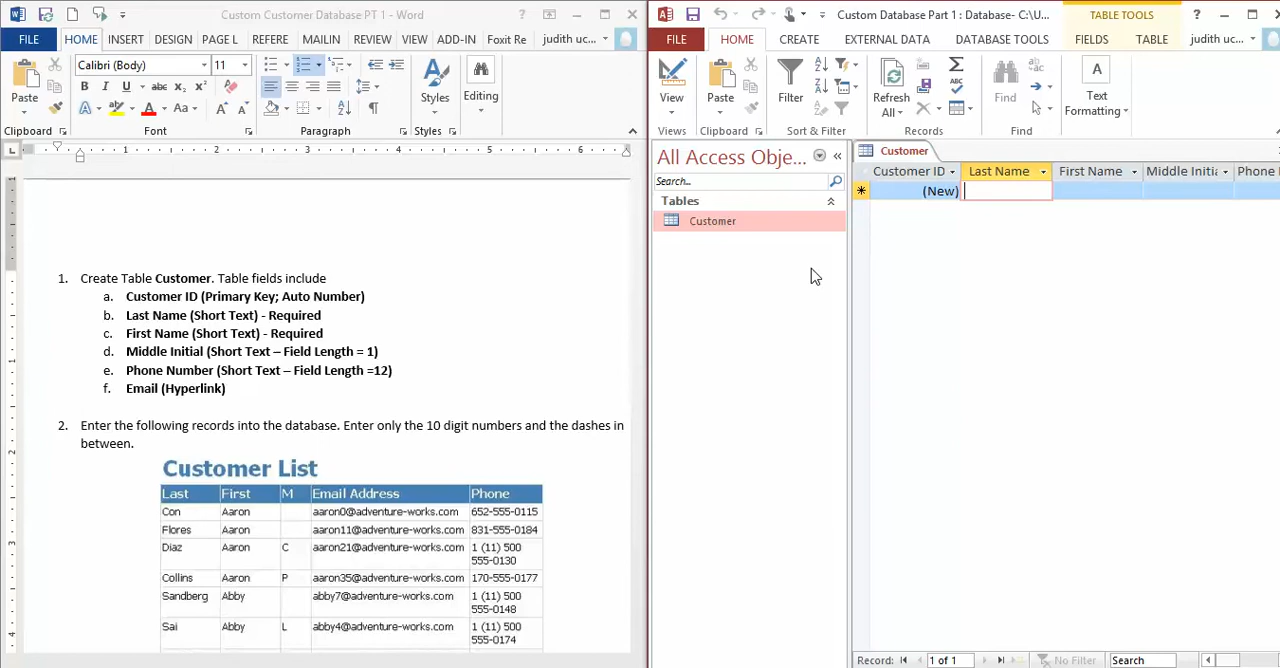 Custom Customer Database PT 1 - Word
FILE HOME INSERT DESIGN PAGE L REFERE MAILIN REVIEW VIEW ADD-IN Foxit Re judith uc...
Calibri (Body) 11
Paste
B I U abc x₂ x²
A ab A Aa A A
Styles
Editing
Clipboard Font Paragraph Styles
1 2 3 4 5 6
1. Create Table Customer. Table fields include
a. Customer ID (Primary Key; Auto Number)
b. Last Name (Short Text) - Required
c. First Name (Short Text) - Required
d. Middle Initial (Short Text – Field Length = 1)
e. Phone Number (Short Text – Field Length =12)
f. Email (Hyperlink)
2. Enter the following records into the database. Enter only the 10 digit numbers and the dashes in
between.
Customer List
Last First M Email Address Phone
Con Aaron aaron0@adventure-works.com 652-555-0115
Flores Aaron aaron11@adventure-works.com 831-555-0184
Diaz Aaron C aaron21@adventure-works.com 1 (11) 500
555-0130
Collins Aaron P aaron35@adventure-works.com 170-555-0177
Sandberg Abby abby7@adventure-works.com 1 (11) 500
555-0148
Sai Abby L abby4@adventure-works.com 1 (11) 500
555-0174
Custom Database Part 1 : Database- C:\U... TABLE TOOLS
FILE HOME CREATE EXTERNAL DATA DATABASE TOOLS FIELDS TABLE judith uc...
View
Paste
Filter
Refresh
All
Find
Text
Formatting
Views Clipboard Sort & Filter Records Find
All Access Obje...
Search...
Tables
Customer
Customer
Customer ID Last Name First Name Middle Initia Phone
(New)
Record: 1 of 1 No Filter Search